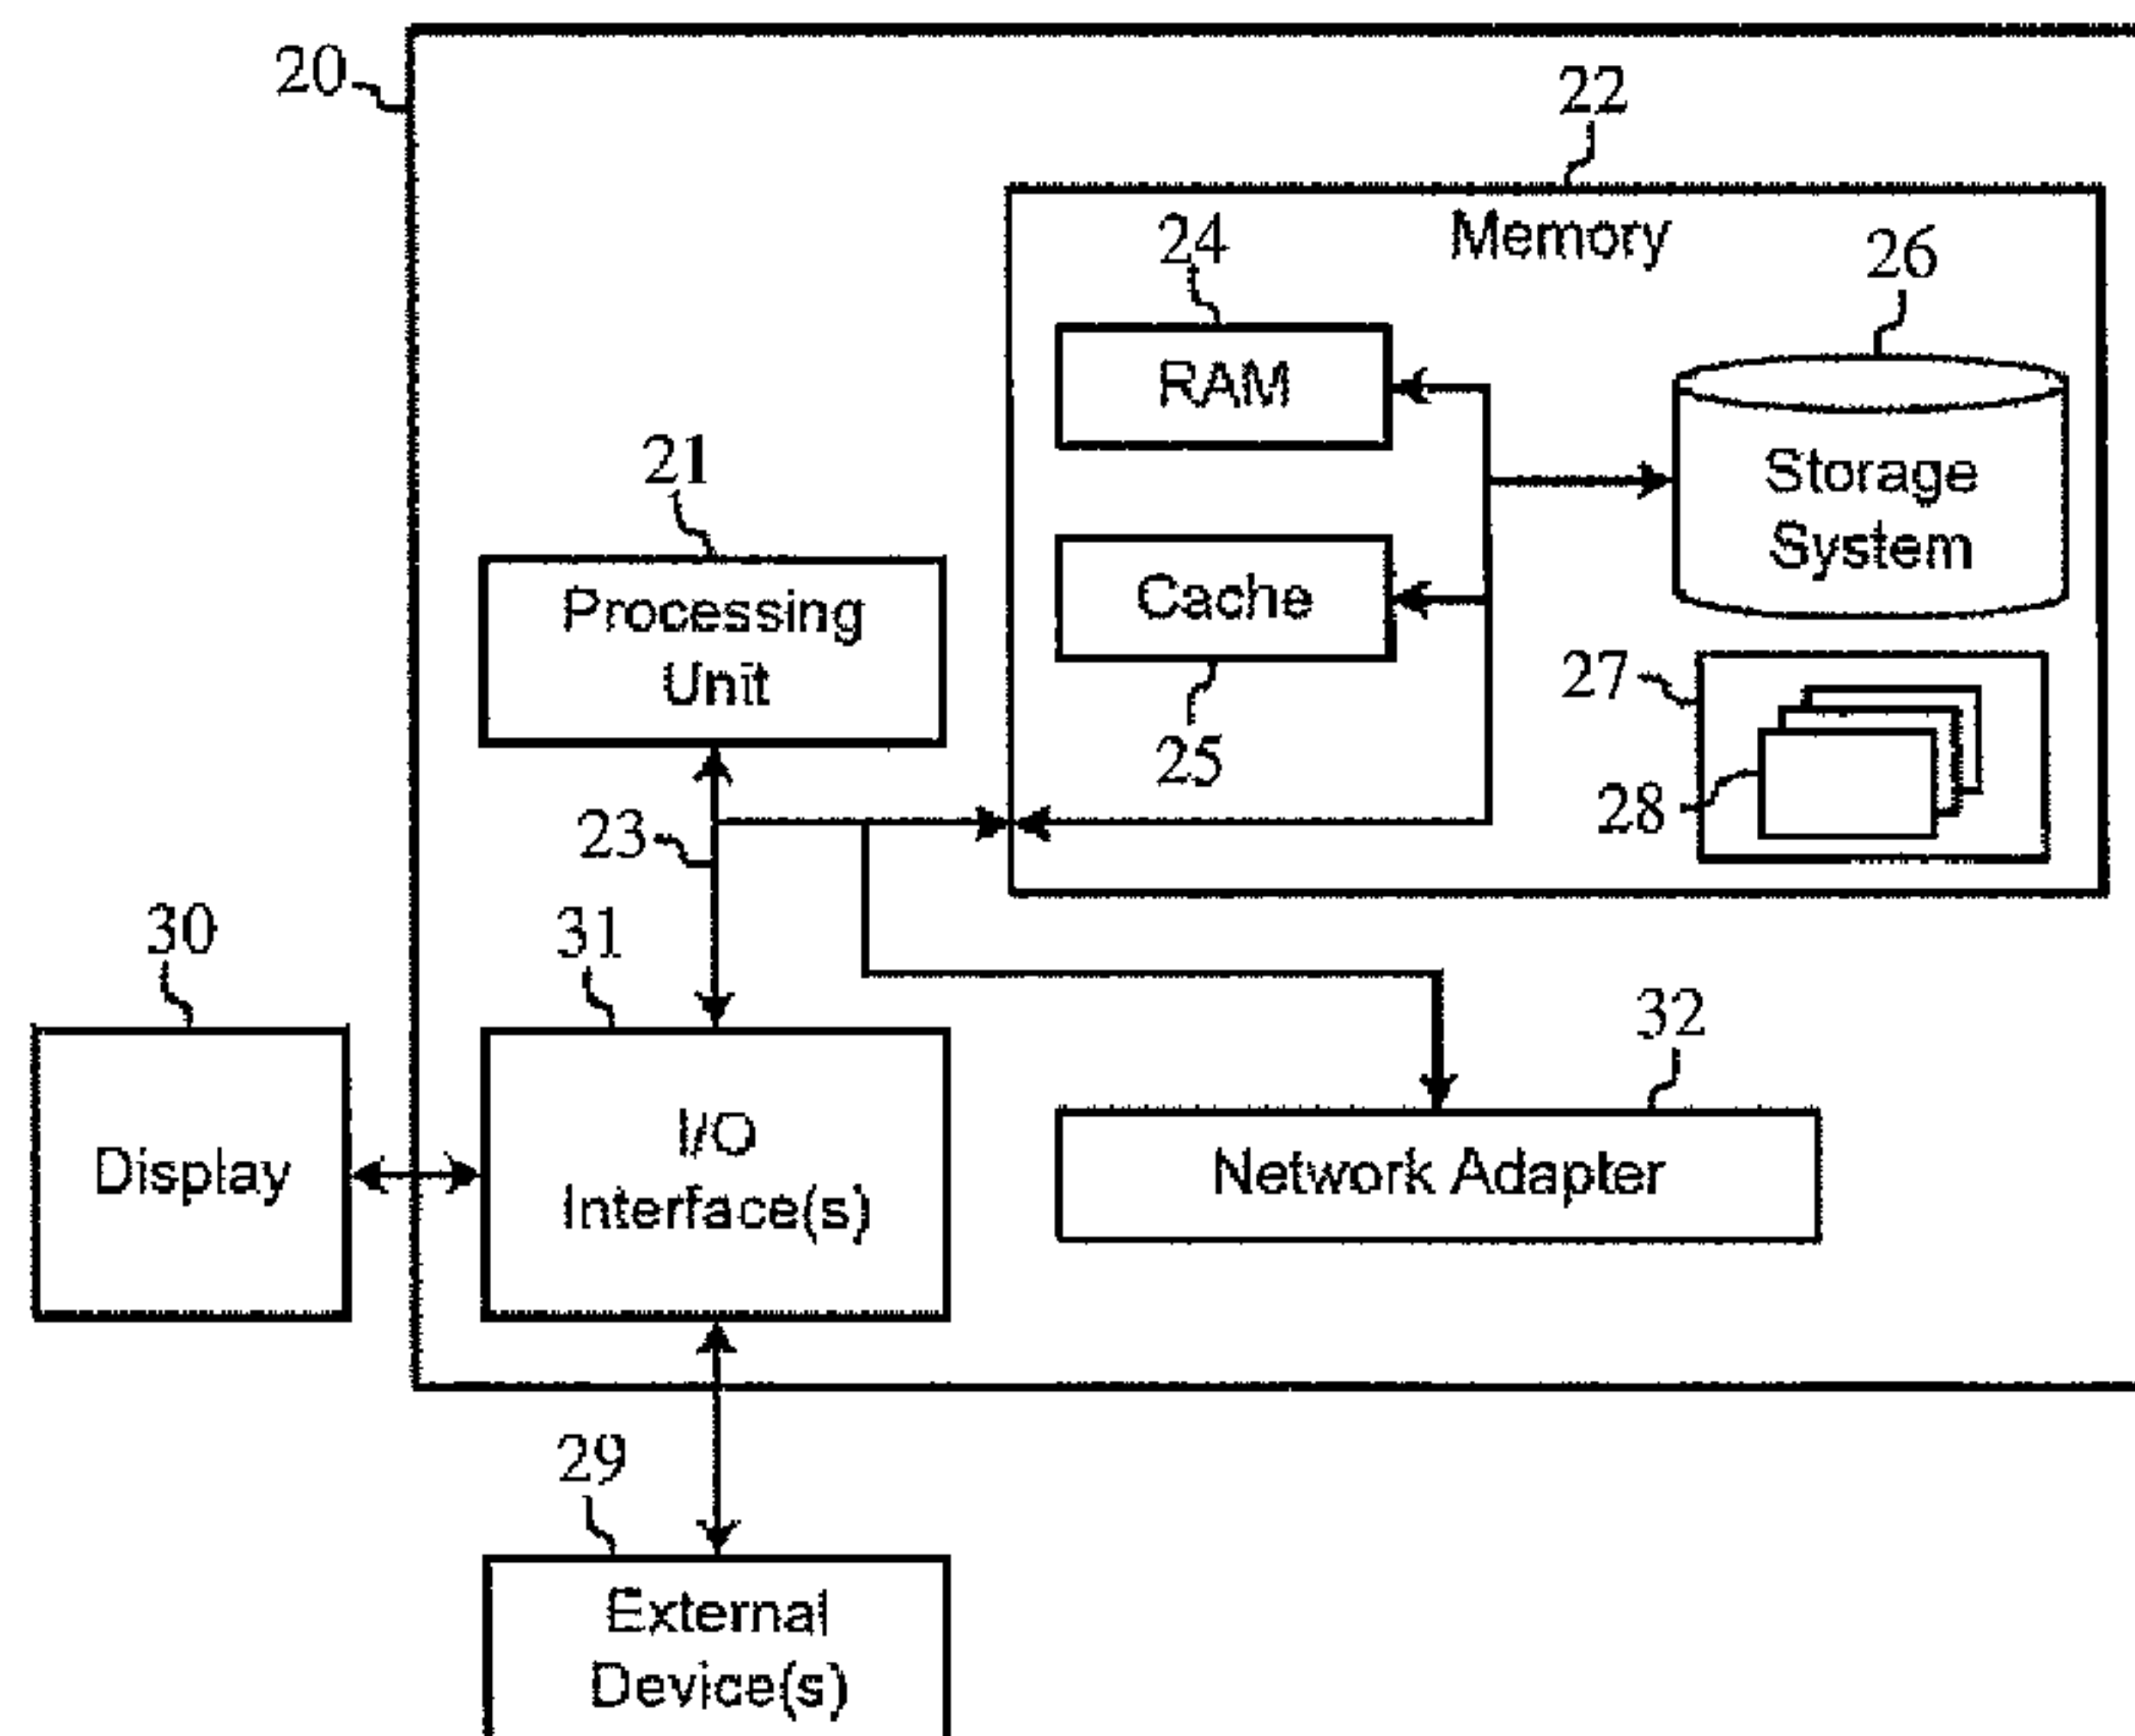 20
22
Memory
24
26
RAM
Storage
System
21
Processing
Unit
Cache
25
27
28
23
30
31
32
Display
I/O
Interface(s)
Network Adapter
29
External
Device(s)